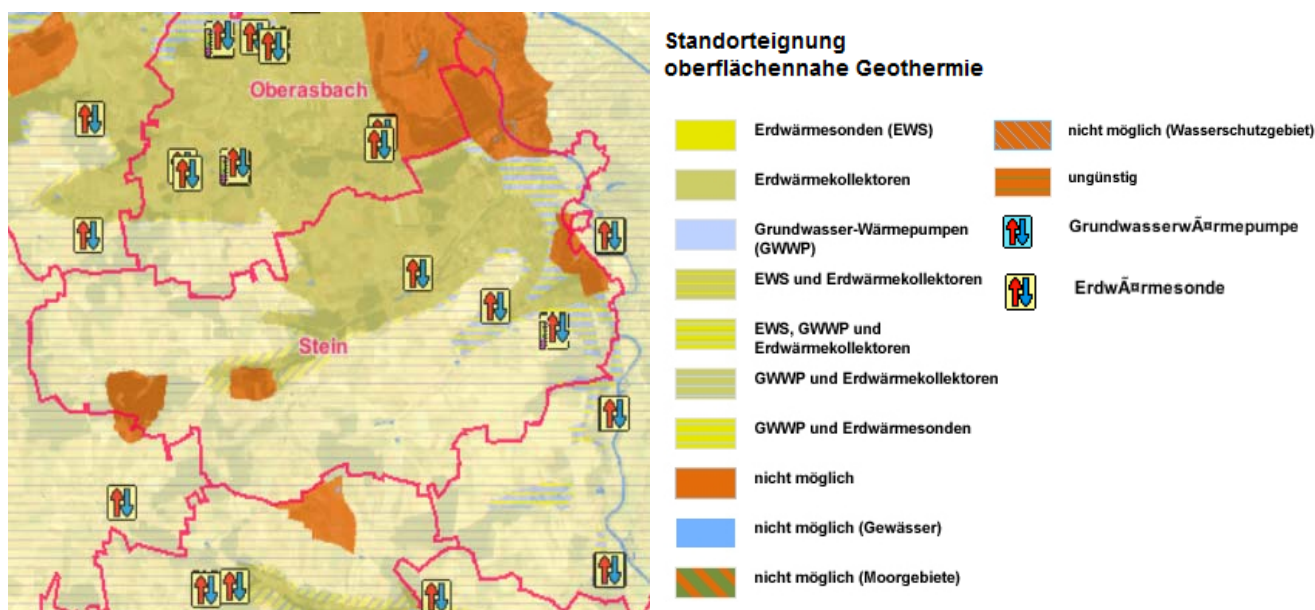 Oberasbach
Stein
Standorteignung
oberflächennahe Geothermie
Erdwärmesonden (EWS)
Erdwärmekollektoren
Grundwasser-Wärmepumpen
(GWWP)
EWS und Erdwärmekollektoren
EWS, GWWP und
Erdwärmekollektoren
GWWP und Erdwärmekollektoren
GWWP und Erdwärmesonden
nicht möglich
nicht möglich (Gewässer)
nicht möglich (Moorgebiete)
nicht möglich (Wasserschutzgebiet)
ungünstig
GrundwasserwÃ¤rmepumpe
ErdwÃ¤rmesonde